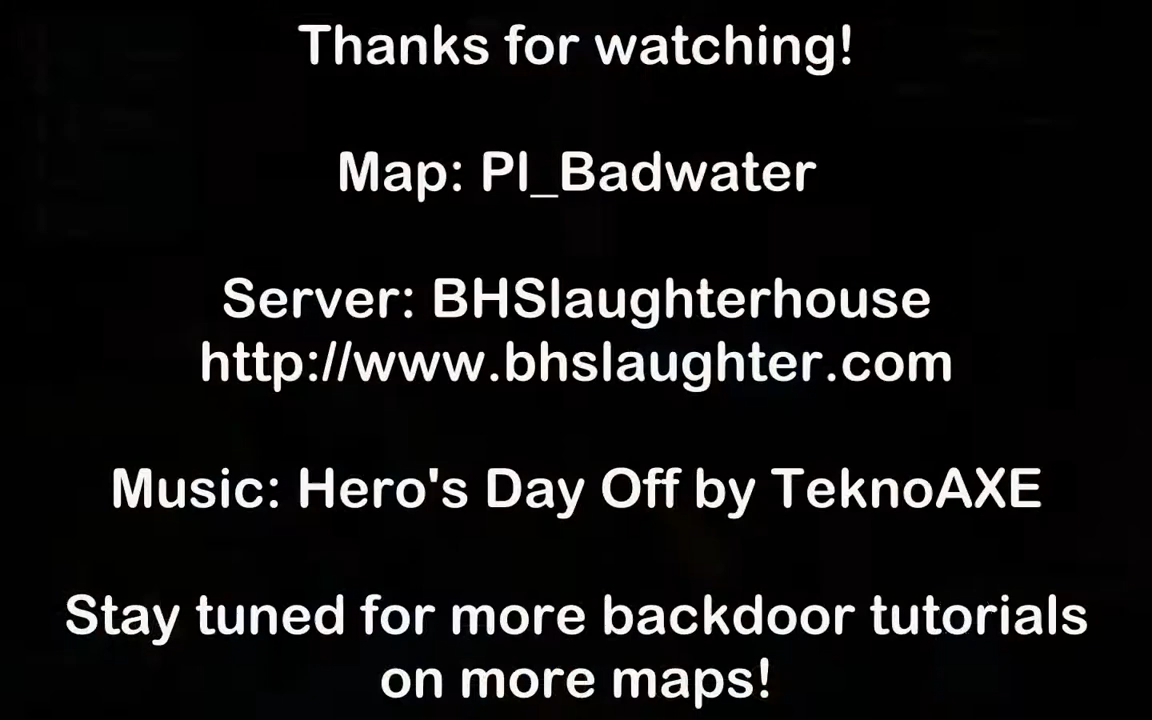 Thanks for watching!
Map: Pl_Badwater
Server: BHSlaughterhouse
http://www.bhslaughter.com
Music: Hero's Day Off by TeknoAXE
Stay tuned for more backdoor tutorials
on more maps!